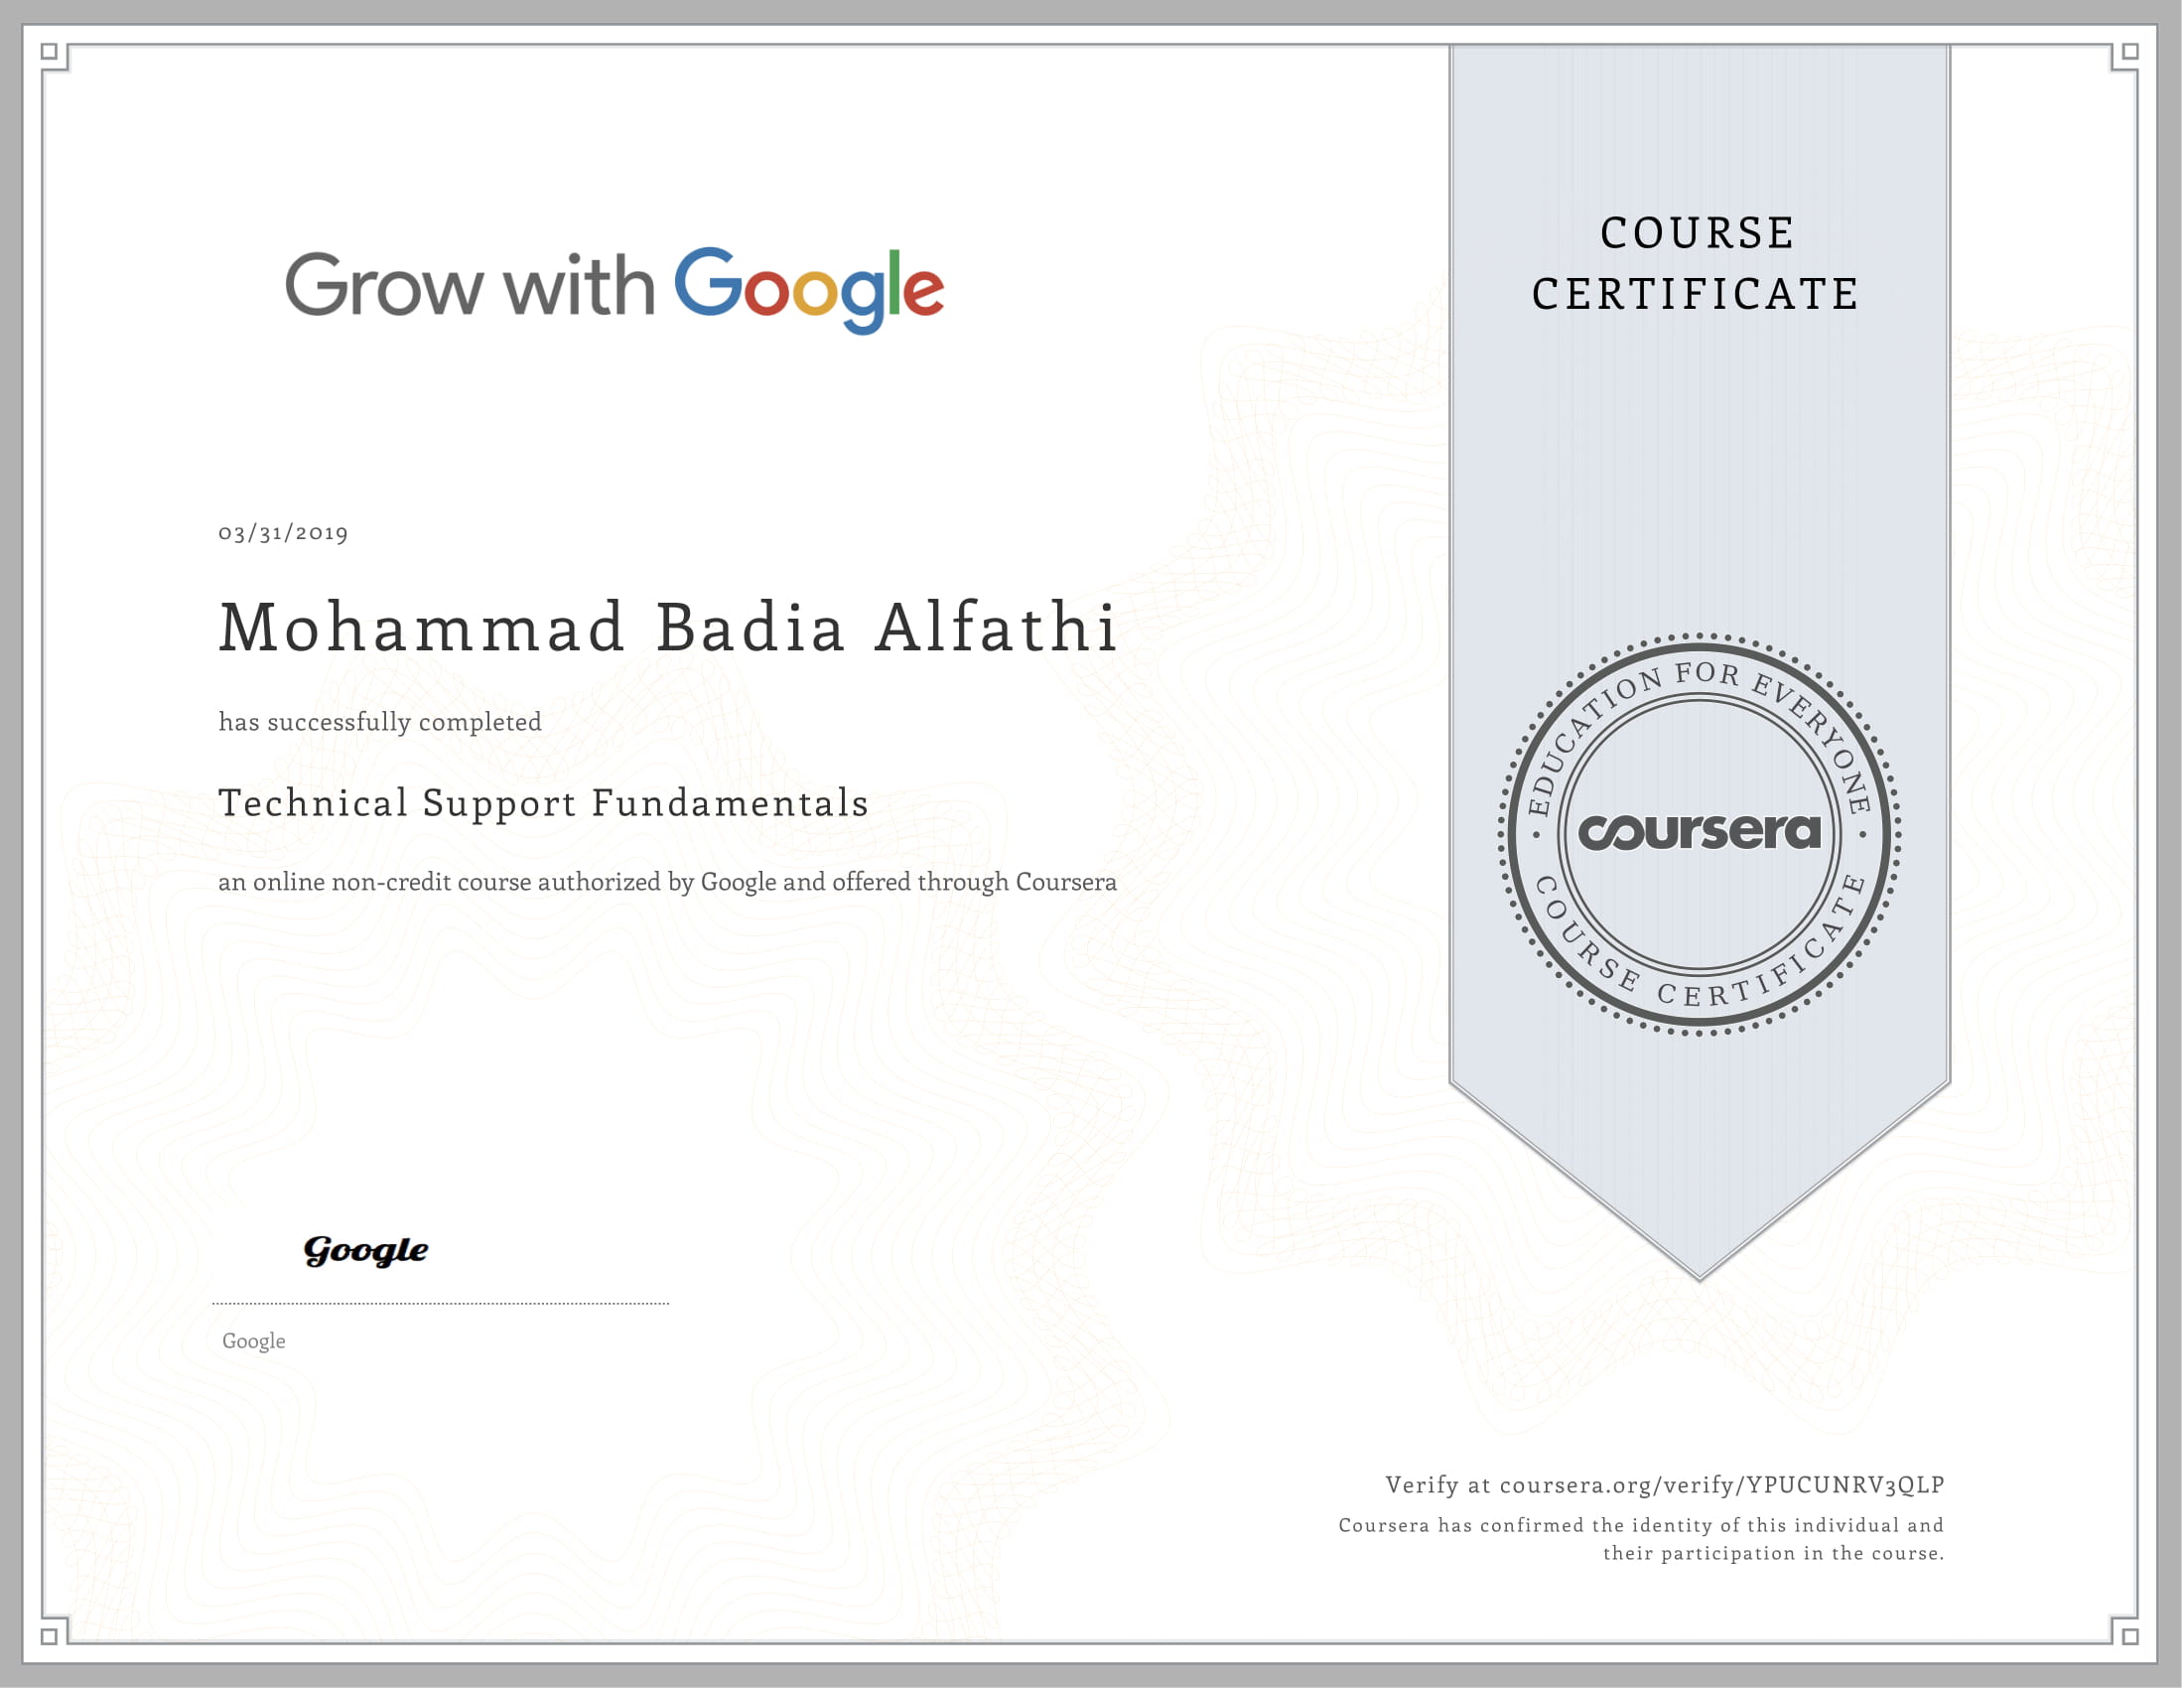 Grow with Google
COURSE
CERTIFICATE
03/31/2019
Mohammad Badia Alfathi
has successfully completed
Technical Support Fundamentals
an online non-credit course authorized by Google and offered through Coursera
EDUCATION FOR EVERYONE
coursera
COURSE CERTIFICATE
Google
Google
Verify at coursera.org/verify/YPUCUNRV3QLP
Coursera has confirmed the identity of this individual and
their participation in the course.